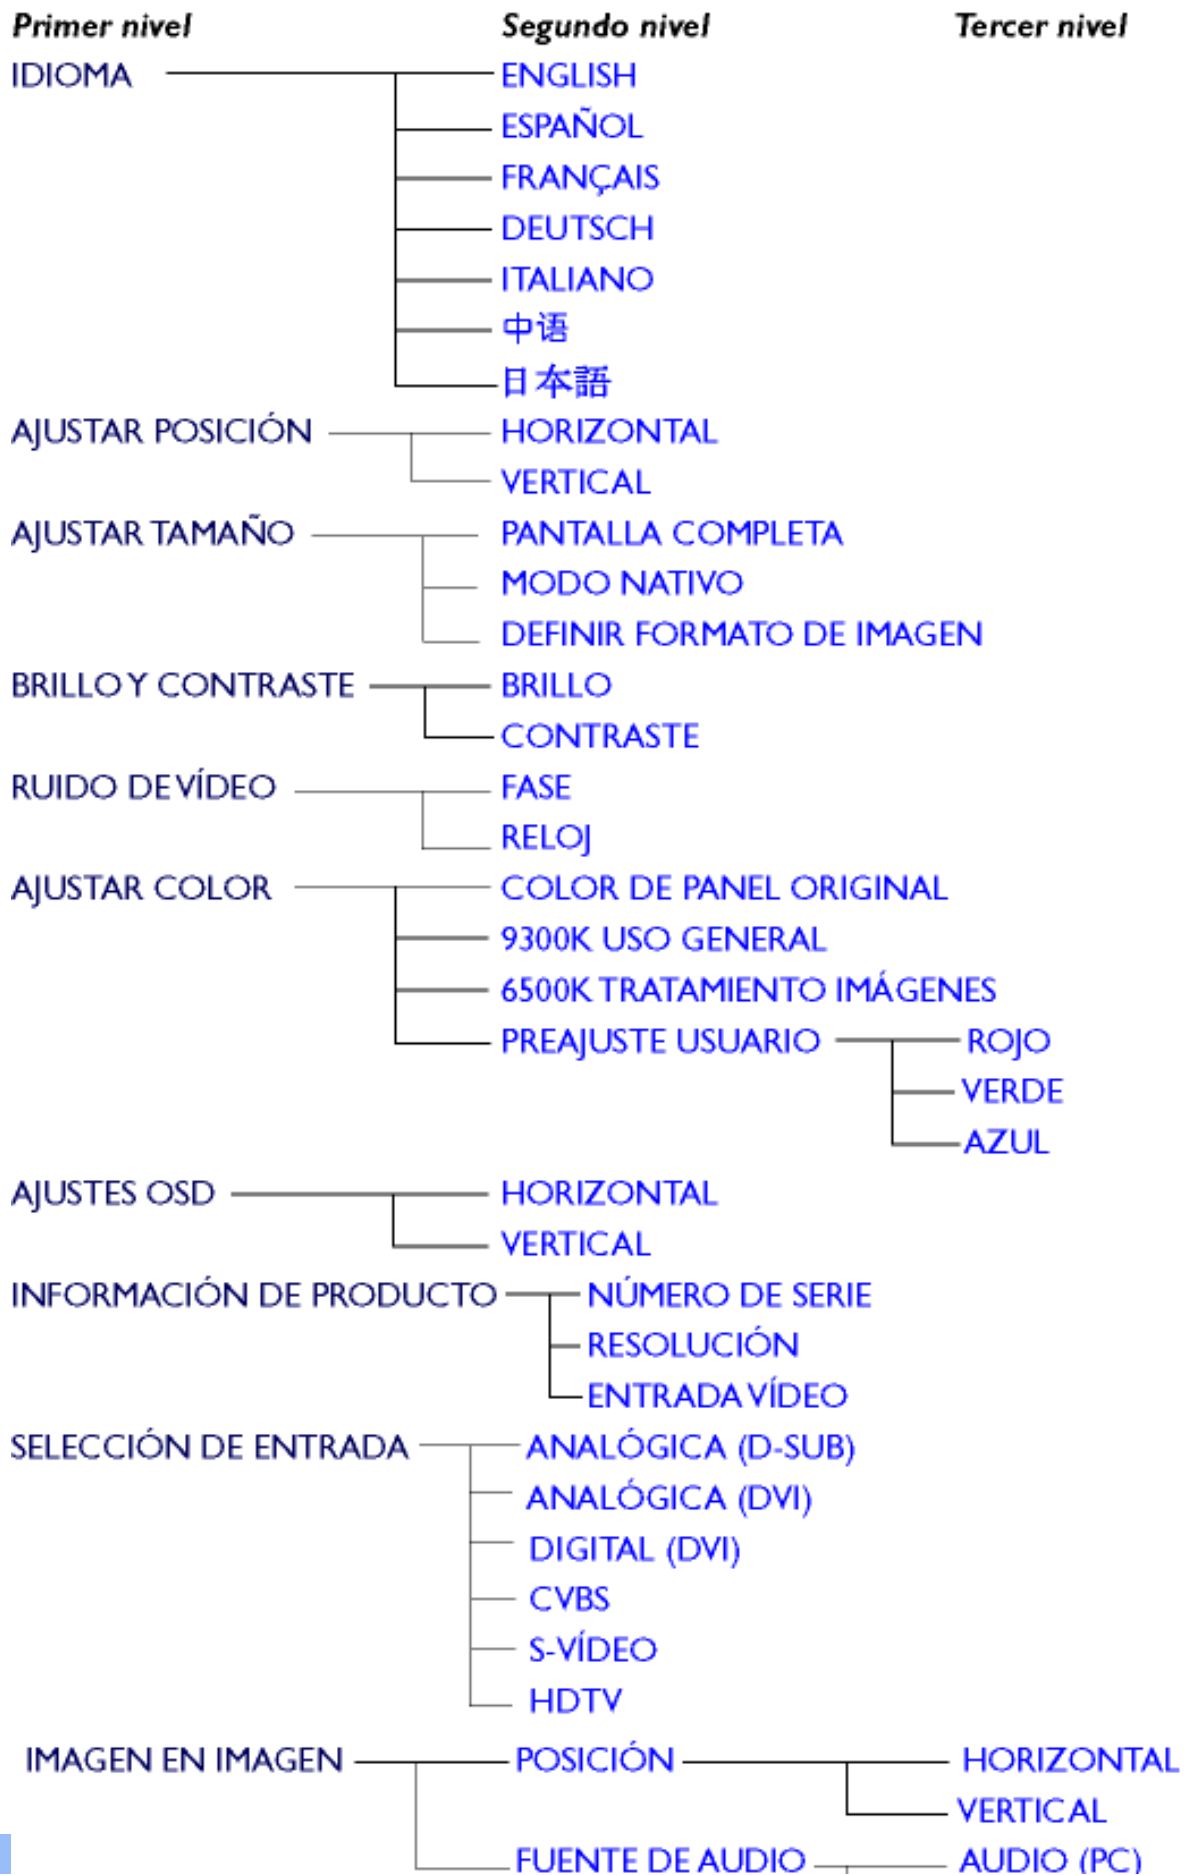 Primer nivel Segundo nivel Tercer nivel
IDIOMA ENGLISH
ESPAÑOL
FRANÇAIS
DEUTSCH
ITALIANO
中语
日本語
AJUSTAR POSICIÓN HORIZONTAL
VERTICAL
AJUSTAR TAMAÑO PANTALLA COMPLETA
MODO NATIVO
DEFINIR FORMATO DE IMAGEN
BRILLO Y CONTRASTE BRILLO
CONTRASTE
RUIDO DE VÍDEO FASE
RELOJ
AJUSTAR COLOR COLOR DE PANEL ORIGINAL
9300K USO GENERAL
6500K TRATAMIENTO IMÁGENES
PREAJUSTE USUARIO ROJO
VERDE
AZUL
AJUSTES OSD HORIZONTAL
VERTICAL
INFORMACIÓN DE PRODUCTO NÚMERO DE SERIE
RESOLUCIÓN
ENTRADA VÍDEO
SELECCIÓN DE ENTRADA ANALÓGICA (D-SUB)
ANALÓGICA (DVI)
DIGITAL (DVI)
CVBS
S-VÍDEO
HDTV
IMAGEN EN IMAGEN POSICIÓN HORIZONTAL
VERTICAL
FUENTE DE AUDIO AUDIO (PC)